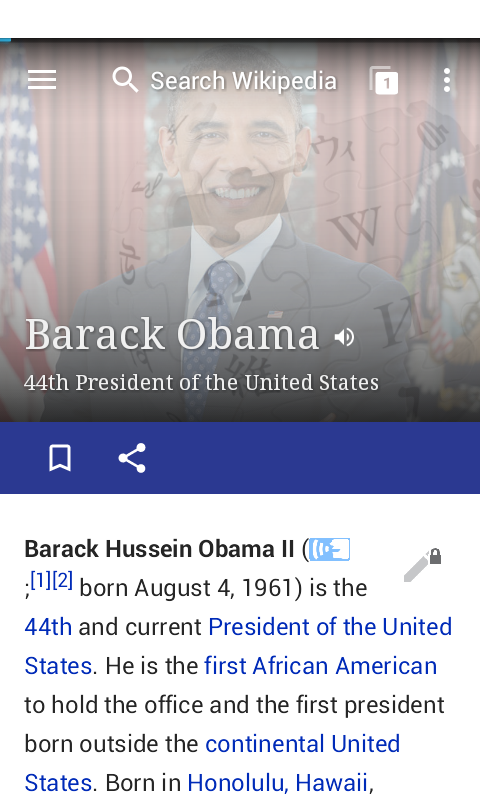 Search Wikipedia
1
Barack Obama
44th President of the United States
Barack Hussein Obama II (
;[1][2] born August 4, 1961) is the
44th and current President of the United
States. He is the first African American
to hold the office and the first president
born outside the continental United
States. Born in Honolulu, Hawaii,